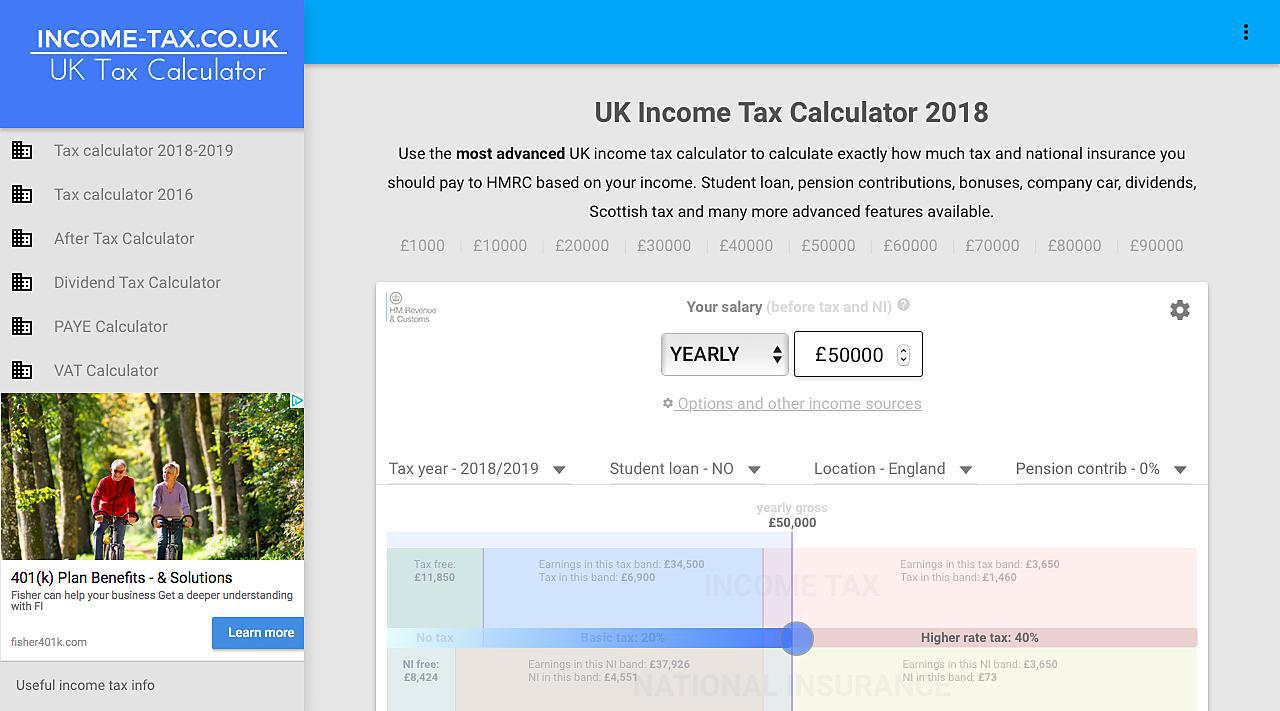 INCOME-TAX.CO.UK
UK Tax Calculator
Tax calculator 2018-2019
Tax calculator 2016
After Tax Calculator
Dividend Tax Calculator
PAYE Calculator
VAT Calculator
401(k) Plan Benefits - & Solutions
Fisher can help your business Get a deeper understanding
with FI
fisher401k.com
Learn more
Useful income tax info
UK Income Tax Calculator 2018
Use the most advanced UK income tax calculator to calculate exactly how much tax and national insurance you
should pay to HMRC based on your income. Student loan, pension contributions, bonuses, company car, dividends,
Scottish tax and many more advanced features available.
£1000 £10000 £20000 £30000 £40000 £50000 £60000 £70000 £80000 £90000
HM Revenue
& Customs
Your salary (before tax and NI) ?
YEARLY £50000
Options and other income sources
Tax year - 2018/2019 Student loan - NO Location - England Pension contrib - 0%
yearly gross
£50,000
Tax free: Earnings in this tax band: £34,500 Earnings in this tax band: £3,650
£11,850 Tax in this band: £6,900 Tax in this band: £1,460
INCOME TAX
No tax Basic tax: 20% Higher rate tax: 40%
NI free: Earnings in this NI band: £37,926 Earnings in this NI band: £3,650
£8,424 NI in this band: £4,551 NI in this band: £73
NATIONAL INSURANCE